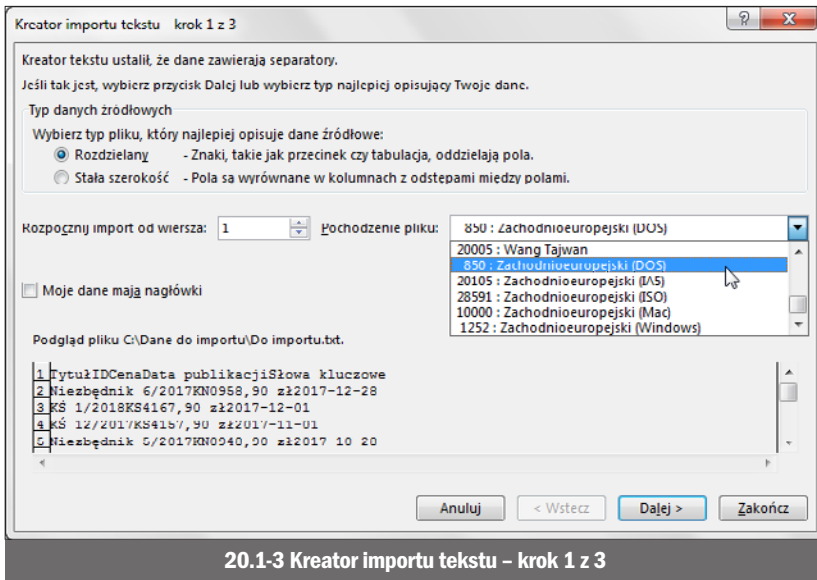 Kreator importu tekstu krok 1 z 3
Kreator tekstu ustalił, że dane zawierają separatory.
Jeśli tak jest, wybierz przycisk Dalej lub wybierz typ najlepiej opisujący Twoje dane.
Typ danych źródłowych
Wybierz typ pliku, który najlepiej opisuje dane źródłowe:
Rozdzielany - Znaki, takie jak przecinek czy tabulacja, oddzielają pola.
Stała szerokość - Pola są wyrównane w kolumnach z odstępami między polami.
Rozpocznij import od wiersza: 1 Pochodzenie pliku: 850 : Zachodnioeuropejski (DOS)
20005 : Wang Tajwan
850 : Zachodnioeuropejski (DOS)
20105 : Zachodnioeuropejski (IA5)
28591 : Zachodnioeuropejski (ISO)
10000 : Zachodnioeuropejski (Mac)
1252 : Zachodnioeuropejski (Windows)
Moje dane mają nagłówki
Podgląd pliku C:\Dane do importu\Do importu.txt.
1 TytułIDCenaData publikacjiSłowa kluczowe
2 Niezbędnik 6/2017KN0958,90 zł2017-12-28
3 KŚ 1/2018KS4167,90 zł2017-12-01
4 KŚ 12/2017KS4157,90 zł2017-11-01
5 Niezbędnik 5/2017KN0940,90 zł2017 10 20
Anuluj < Wstecz Dalej > Zakończ
20.1-3 Kreator importu tekstu – krok 1 z 3